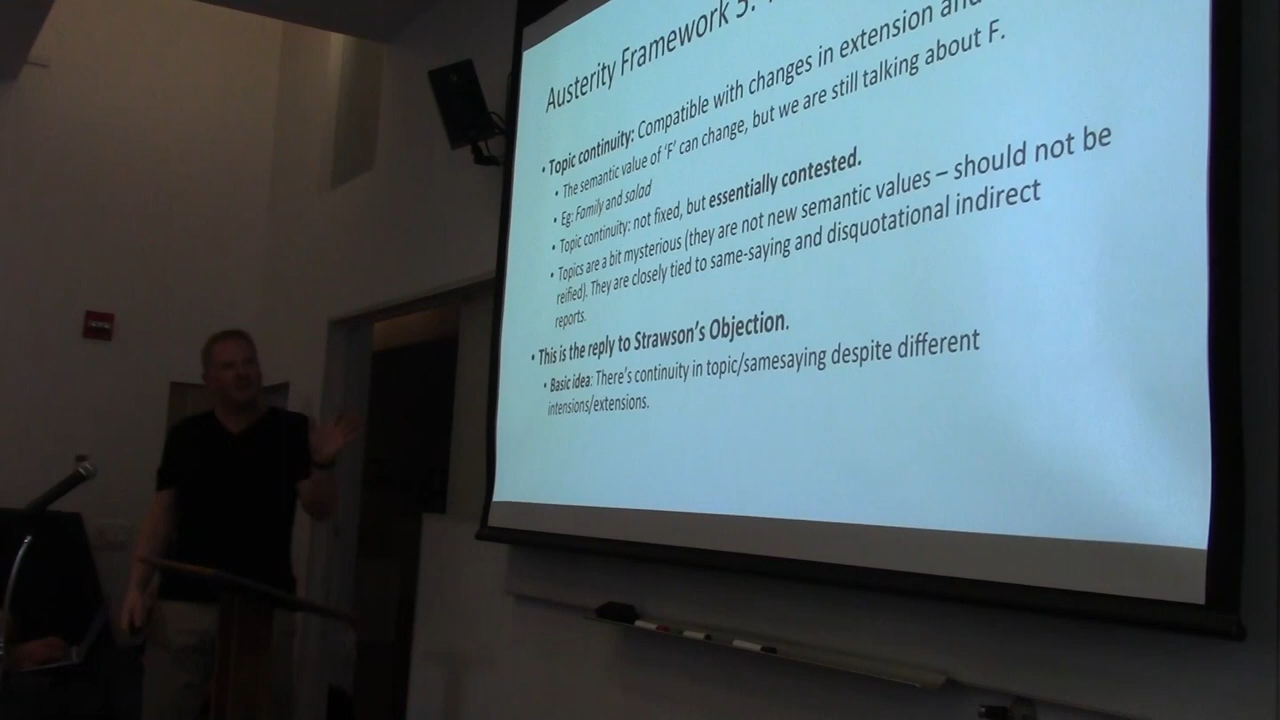 Austerity Framework 5:
• Topic continuity: Compatible with changes in extension and
• The semantic value of 'F' can change, but we are still talking about F.
• Eg: Family and salad
• Topic continuity: not fixed, but essentially contested.
• Topics are a bit mysterious (they are not new semantic values – should not be
reified). They are closely tied to same-saying and disquotational indirect
reports.
• This is the reply to Strawson's Objection.
• Basic idea: There's continuity in topic/samesaying despite different
intensions/extensions.